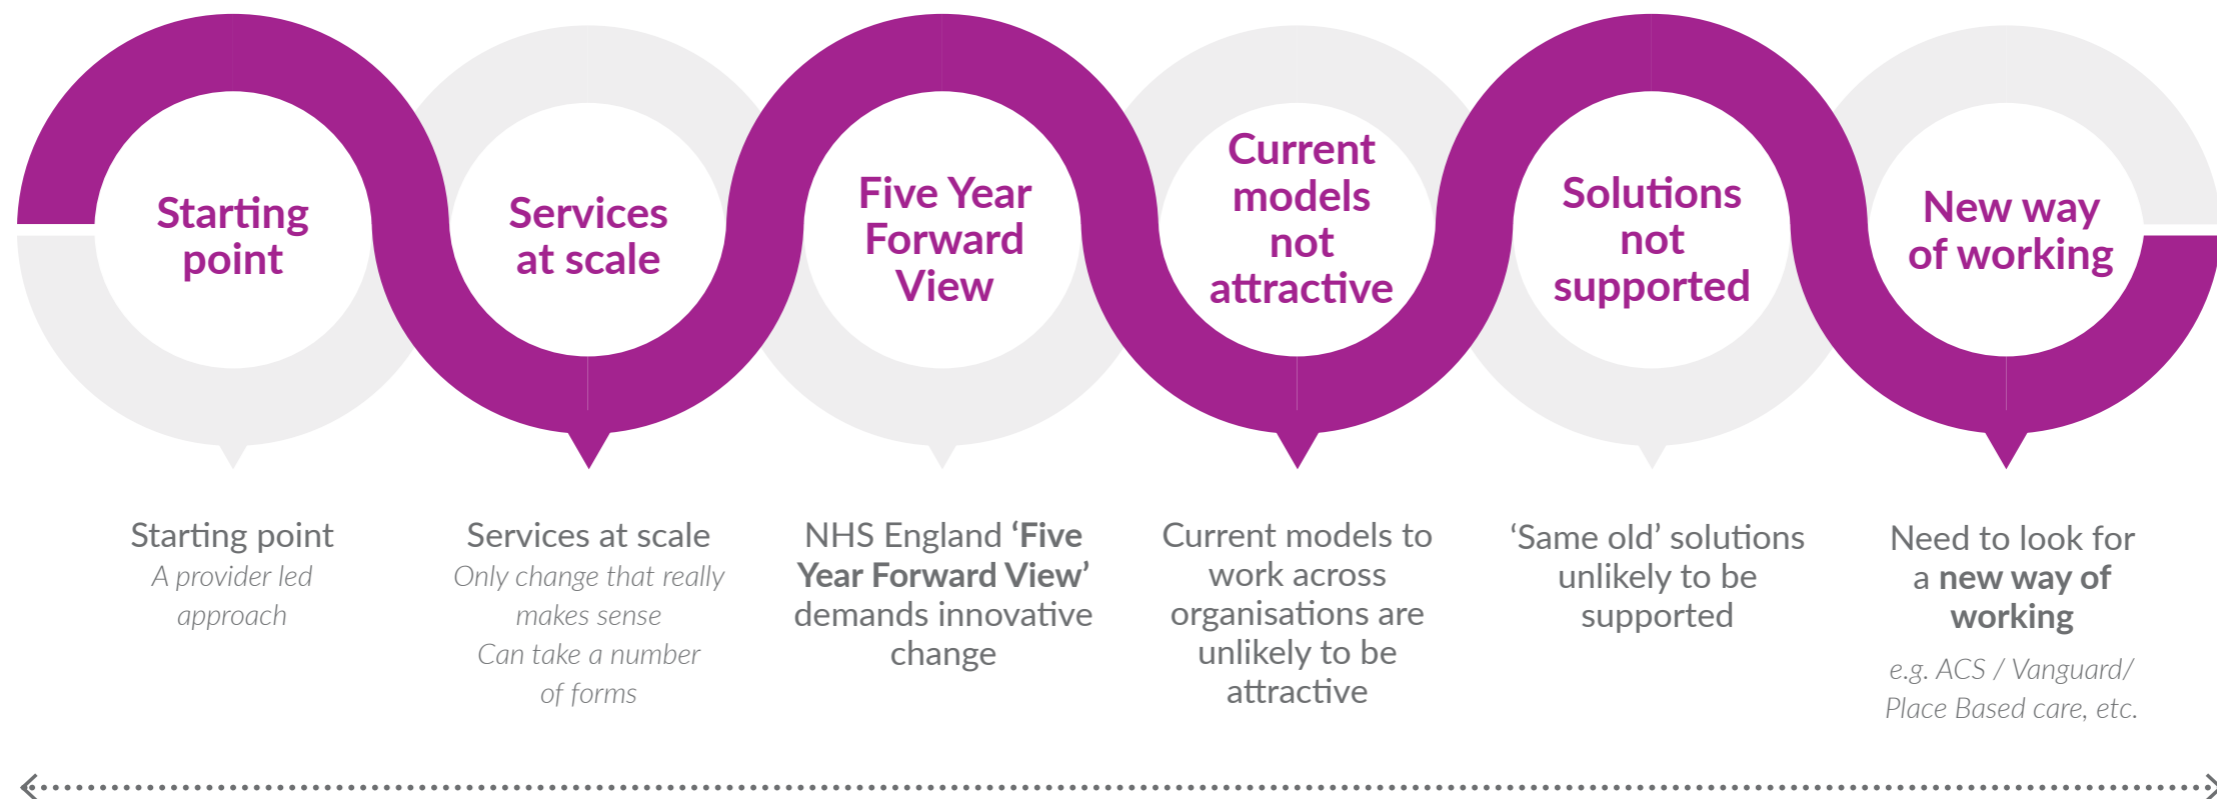 Starting
point
Services
at scale
Five Year
Forward
View
Current
models
not
attractive
Solutions
not
supported
New way
of working
Starting point
A provider led
approach
Services at scale
Only change that really
makes sense
Can take a number
of forms
NHS England ‘Five
Year Forward View’
demands innovative
change
Current models to
work across
organisations are
unlikely to be
attractive
‘Same old’ solutions
unlikely to be
supported
Need to look for
a new way of
working
e.g. ACS / Vanguard/
Place Based care, etc.